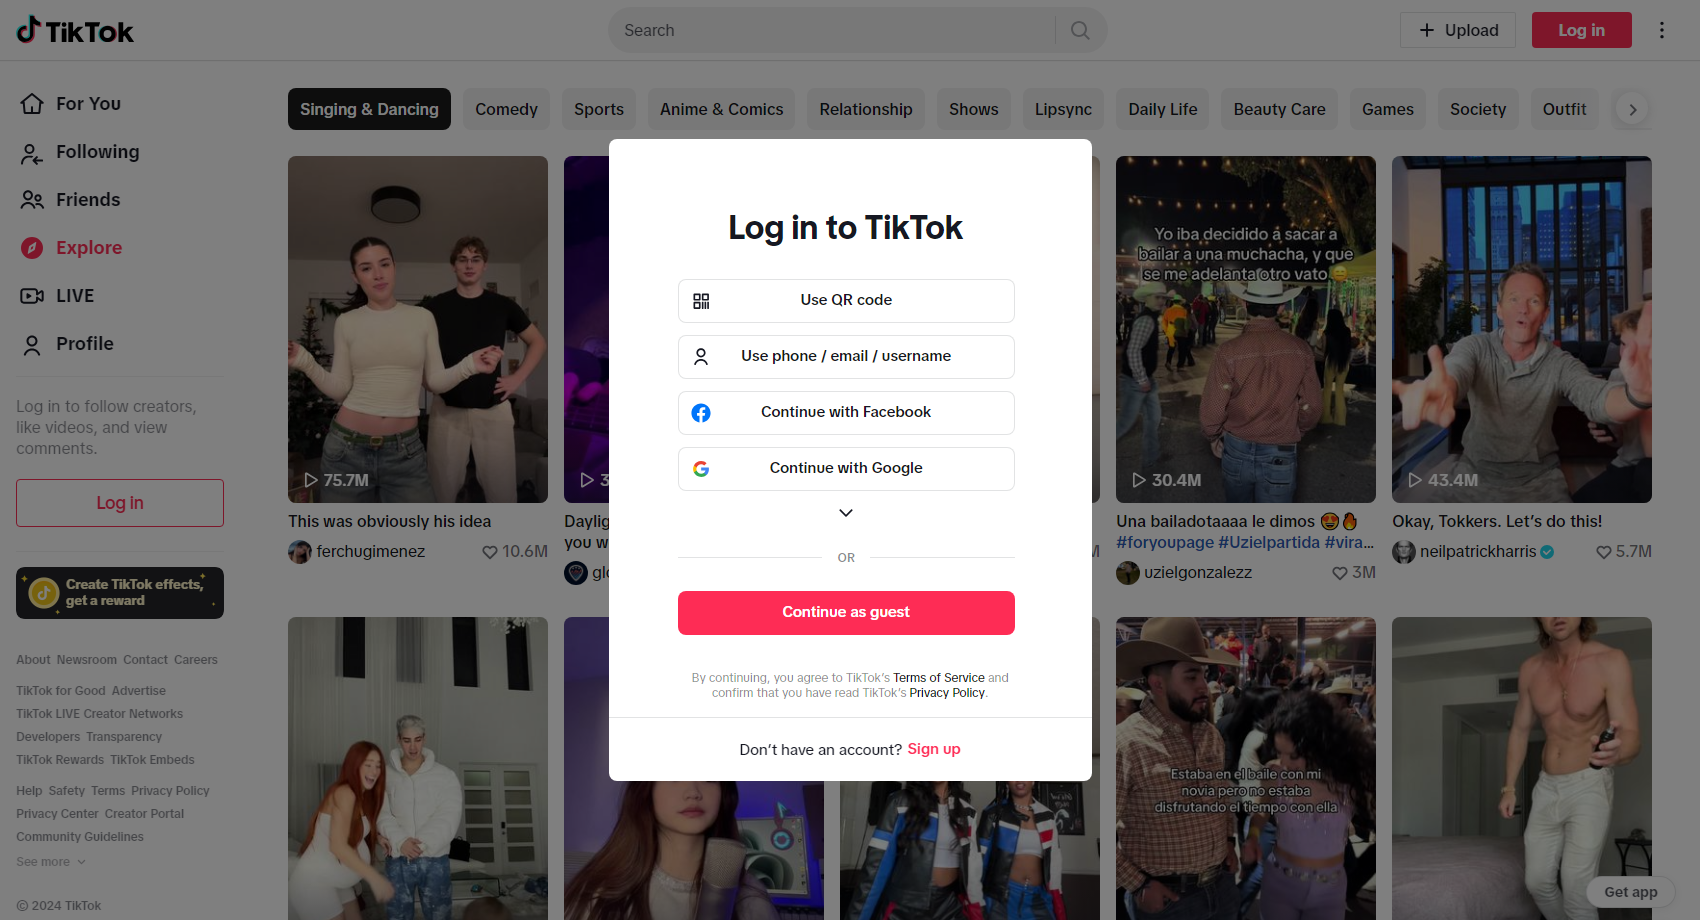 TikTok
Search
Upload
Log in
For You
Following
Friends
Explore
LIVE
Profile
Log in to follow creators,
like videos, and view
comments.
Log in
Create TikTok effects,
get a reward
About Newsroom Contact Careers
TikTok for Good Advertise
TikTok LIVE Creator Networks
Developers Transparency
TikTok Rewards TikTok Embeds
Help Safety Terms Privacy Policy
Privacy Center Creator Portal
Community Guidelines
See more
© 2024 TikTok
Singing & Dancing
Comedy
Sports
Anime & Comics
Relationship
Shows
Lipsync
Daily Life
Beauty Care
Games
Society
Outfit
75.7M
This was obviously his idea
ferchugimenez
10.6M
Log in to TikTok
Use QR code
Use phone / email / username
Continue with Facebook
Continue with Google
OR
Continue as guest
By continuing, you agree to TikTok's Terms of Service and
confirm that you have read TikTok's Privacy Policy.
Don't have an account? Sign up
Yo iba decidido a sacar a
bailar a una muchacha, y que
se me adelanta otro vato 😄
30.4M
Una bailadotaaaa le dimos 😍🔥
#foryoupage #Uzielpartida #vira...
uzielgonzalezz
3M
43.4M
Okay, Tokkers. Let's do this!
neilpatrickharris
5.7M
Estaba en el baile con mi
novia pero no estaba
disfrutando el tiempo con ella
Get app